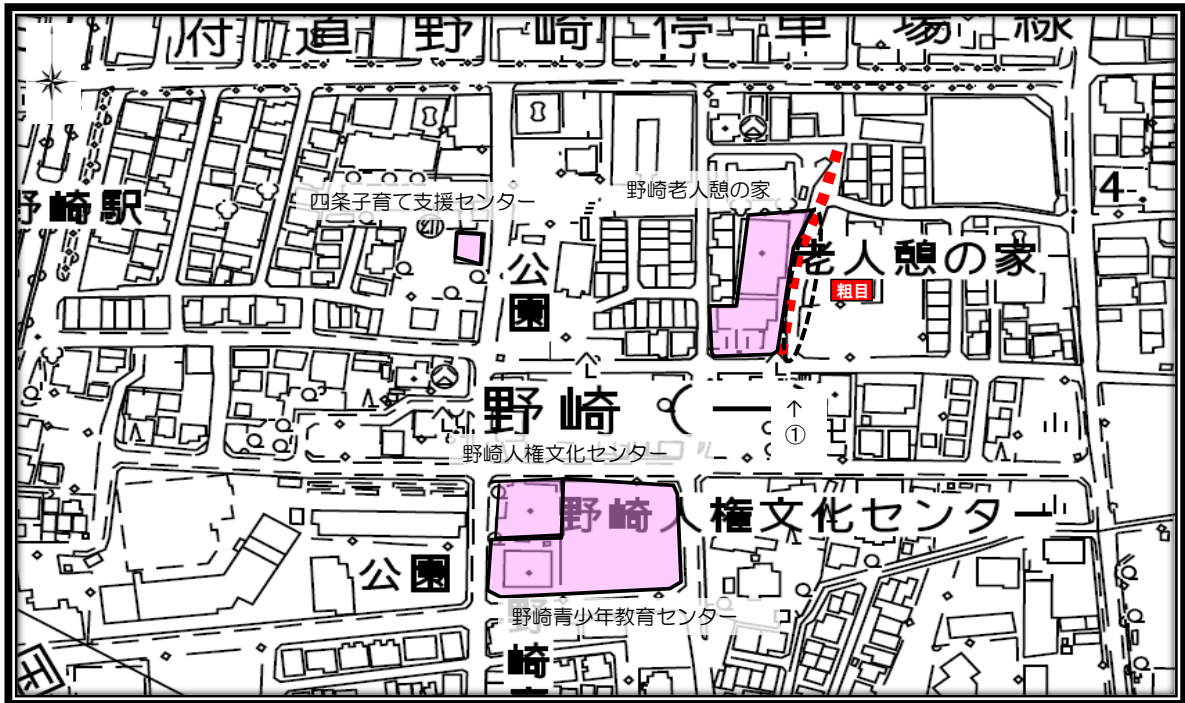 付道野崎停車場線
野崎駅
四条子育て支援センター
野崎老人憩の家
幼
4
公園
老人憩の家
粗目
野崎(一
↑
①
野崎人権文化センター
野崎人権文化センター
公園
野崎青少年教育センター
野崎